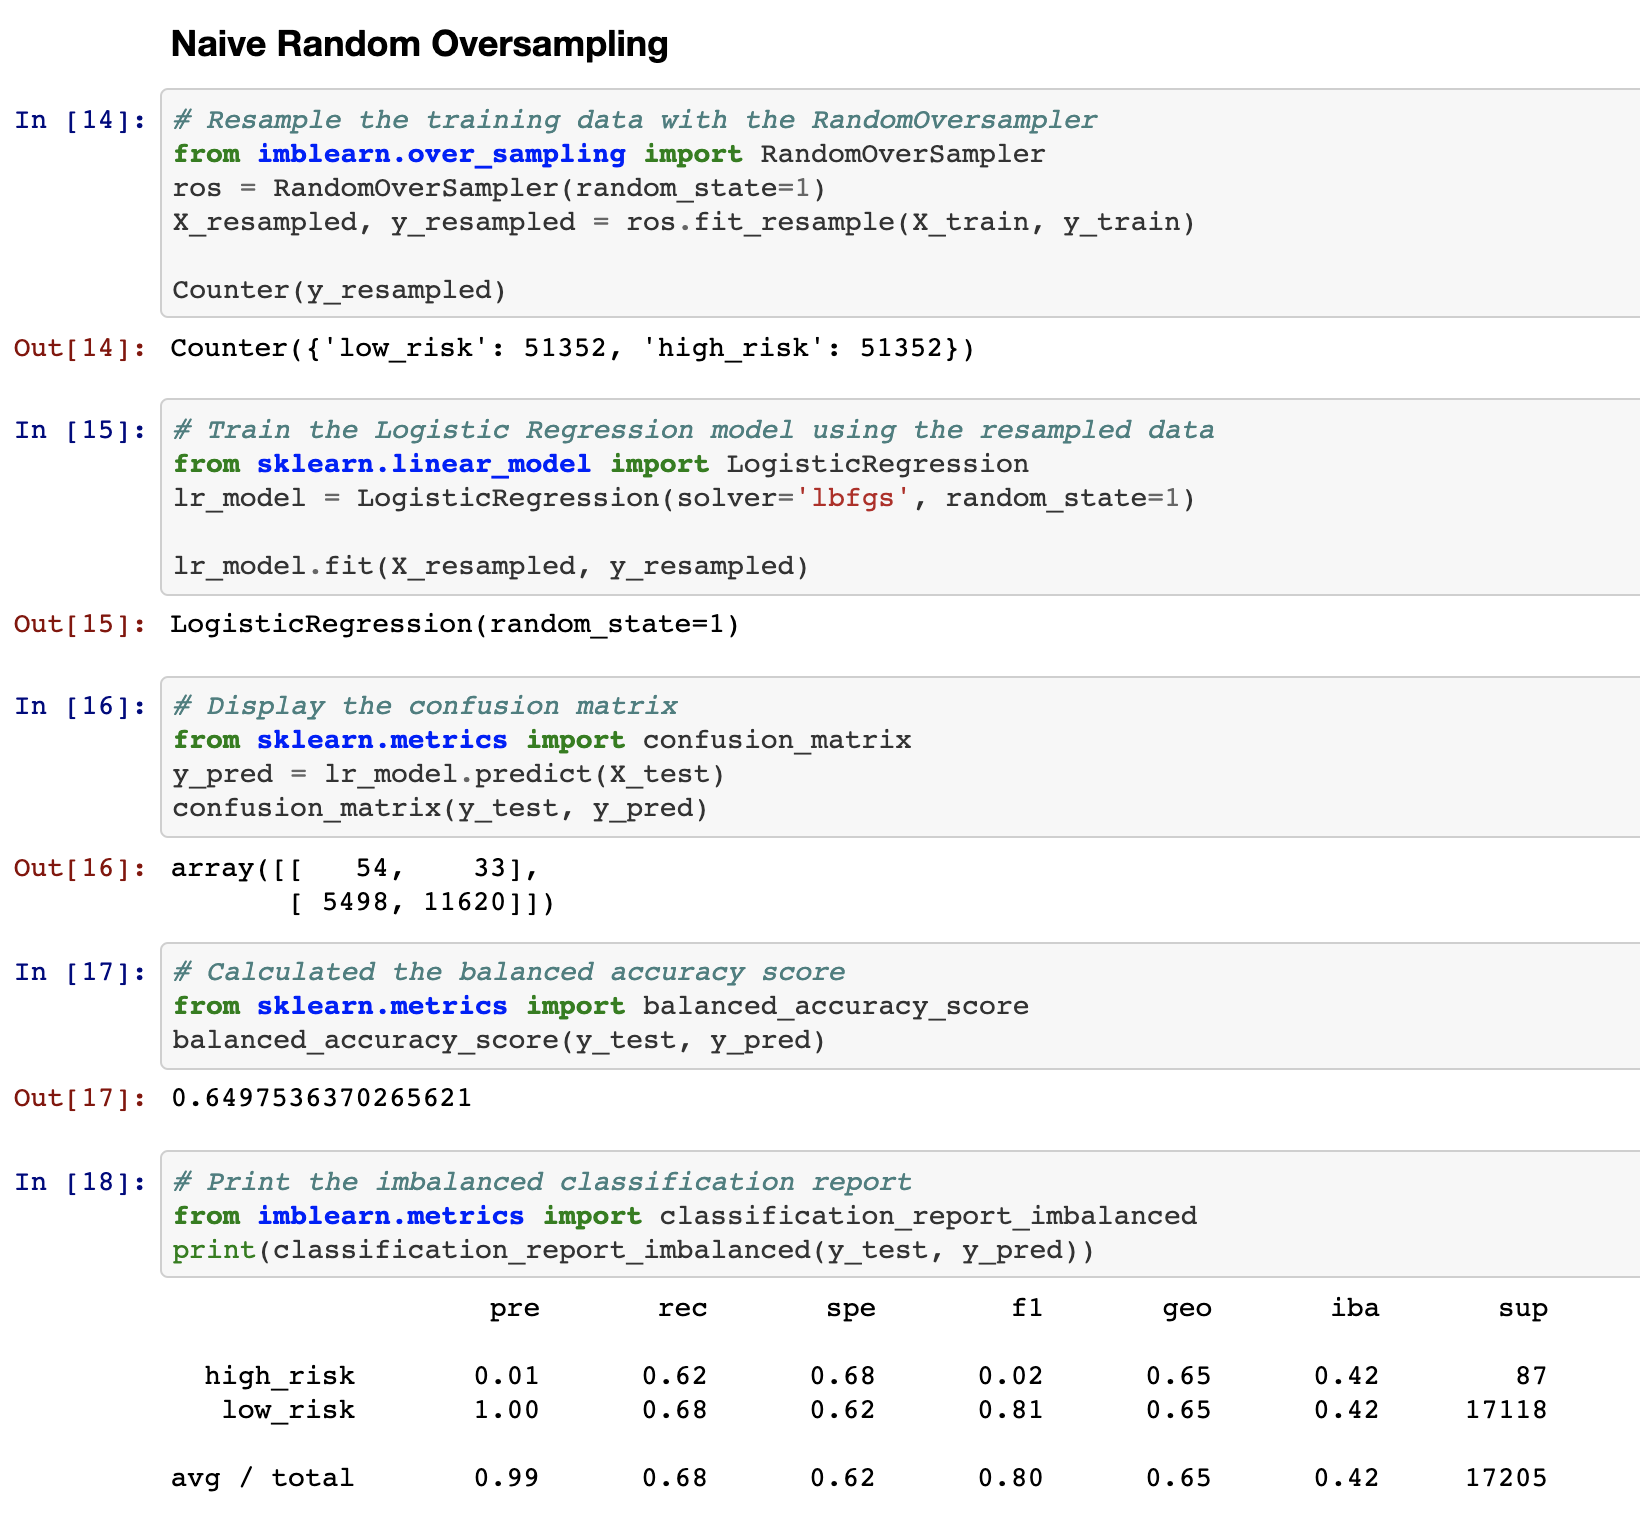 Naive Random Oversampling
In [14]: # Resample the training data with the RandomOversampler
from imblearn.over_sampling import RandomOverSampler
ros = RandomOverSampler(random_state=1)
X_resampled, y_resampled = ros.fit_resample(X_train, y_train)
Counter(y_resampled)
Out[14]: Counter({'low_risk': 51352, 'high_risk': 51352})
In [15]: # Train the Logistic Regression model using the resampled data
from sklearn.linear_model import LogisticRegression
lr_model = LogisticRegression(solver='lbfgs', random_state=1)
lr_model.fit(X_resampled, y_resampled)
Out[15]: LogisticRegression(random_state=1)
In [16]: # Display the confusion matrix
from sklearn.metrics import confusion_matrix
y_pred = lr_model.predict(X_test)
confusion_matrix(y_test, y_pred)
Out[16]: array([[   54,    33],
[ 5498, 11620]])
In [17]: # Calculated the balanced accuracy score
from sklearn.metrics import balanced_accuracy_score
balanced_accuracy_score(y_test, y_pred)
Out[17]: 0.6497536370265621
In [18]: # Print the imbalanced classification report
from imblearn.metrics import classification_report_imbalanced
print(classification_report_imbalanced(y_test, y_pred))
pre rec spe f1 geo iba sup
high_risk 0.01 0.62 0.68 0.02 0.65 0.42 87
low_risk 1.00 0.68 0.62 0.81 0.65 0.42 17118
avg / total 0.99 0.68 0.62 0.80 0.65 0.42 17205